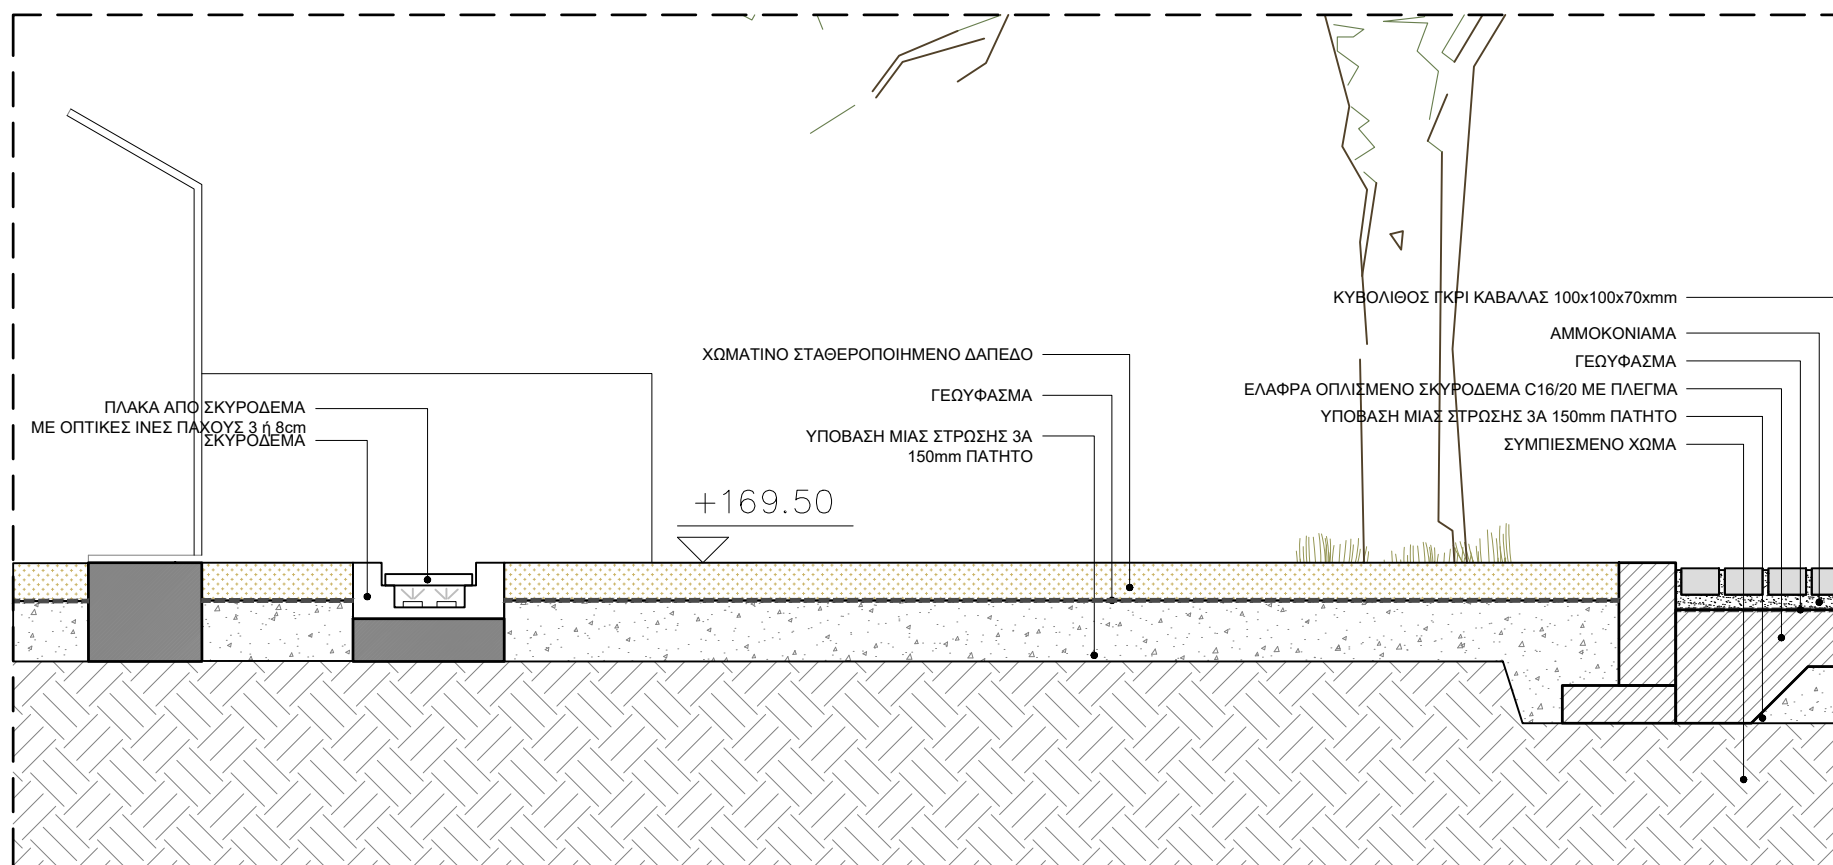 ΚΥΒΟΛΙΘΟΣ ΓΚΡΙ ΚΑΒΑΛΑΣ 100x100x70xmm
ΑΜΜΟΚΟΝΙΑΜΑ
ΓΕΩΥΦΑΣΜΑ
ΕΛΑΦΡΑ ΟΠΛΙΣΜΕΝΟ ΣΚΥΡΟΔΕΜΑ C16/20 ΜΕ ΠΛΕΓΜΑ
ΥΠΟΒΑΣΗ ΜΙΑΣ ΣΤΡΩΣΗΣ 3Α 150mm ΠΑΤΗΤΟ
ΣΥΜΠΙΕΣΜΕΝΟ ΧΩΜΑ
ΧΩΜΑΤΙΝΟ ΣΤΑΘΕΡΟΠΟΙΗΜΕΝΟ ΔΑΠΕΔΟ
ΓΕΩΥΦΑΣΜΑ
ΥΠΟΒΑΣΗ ΜΙΑΣ ΣΤΡΩΣΗΣ 3Α
150mm ΠΑΤΗΤΟ
ΠΛΑΚΑ ΑΠΟ ΣΚΥΡΟΔΕΜΑ
ΜΕ ΟΠΤΙΚΕΣ ΙΝΕΣ ΠΑΧΟΥΣ 3 ή 8cm
ΣΚΥΡΟΔΕΜΑ
+169.50